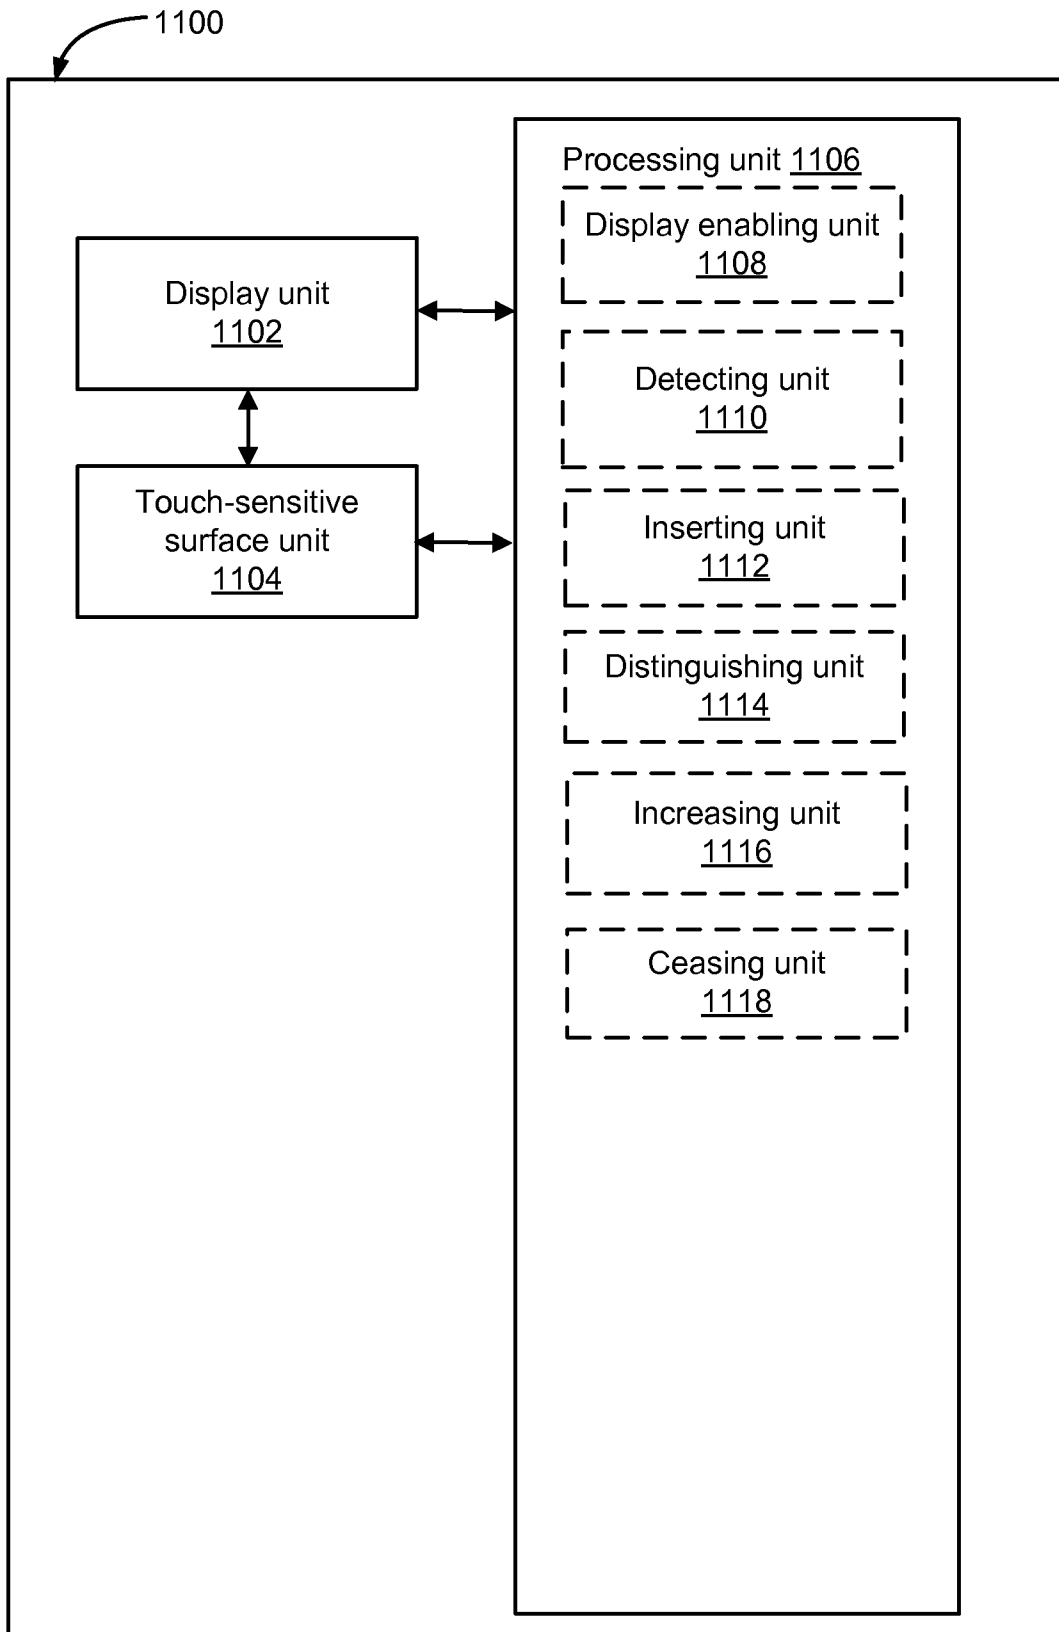 1100
Processing unit 1106
Display enabling unit
1108
Display unit
1102
Detecting unit
1110
Touch-sensitive
surface unit
1104
Inserting unit
1112
Distinguishing unit
1114
Increasing unit
1116
Ceasing unit
1118